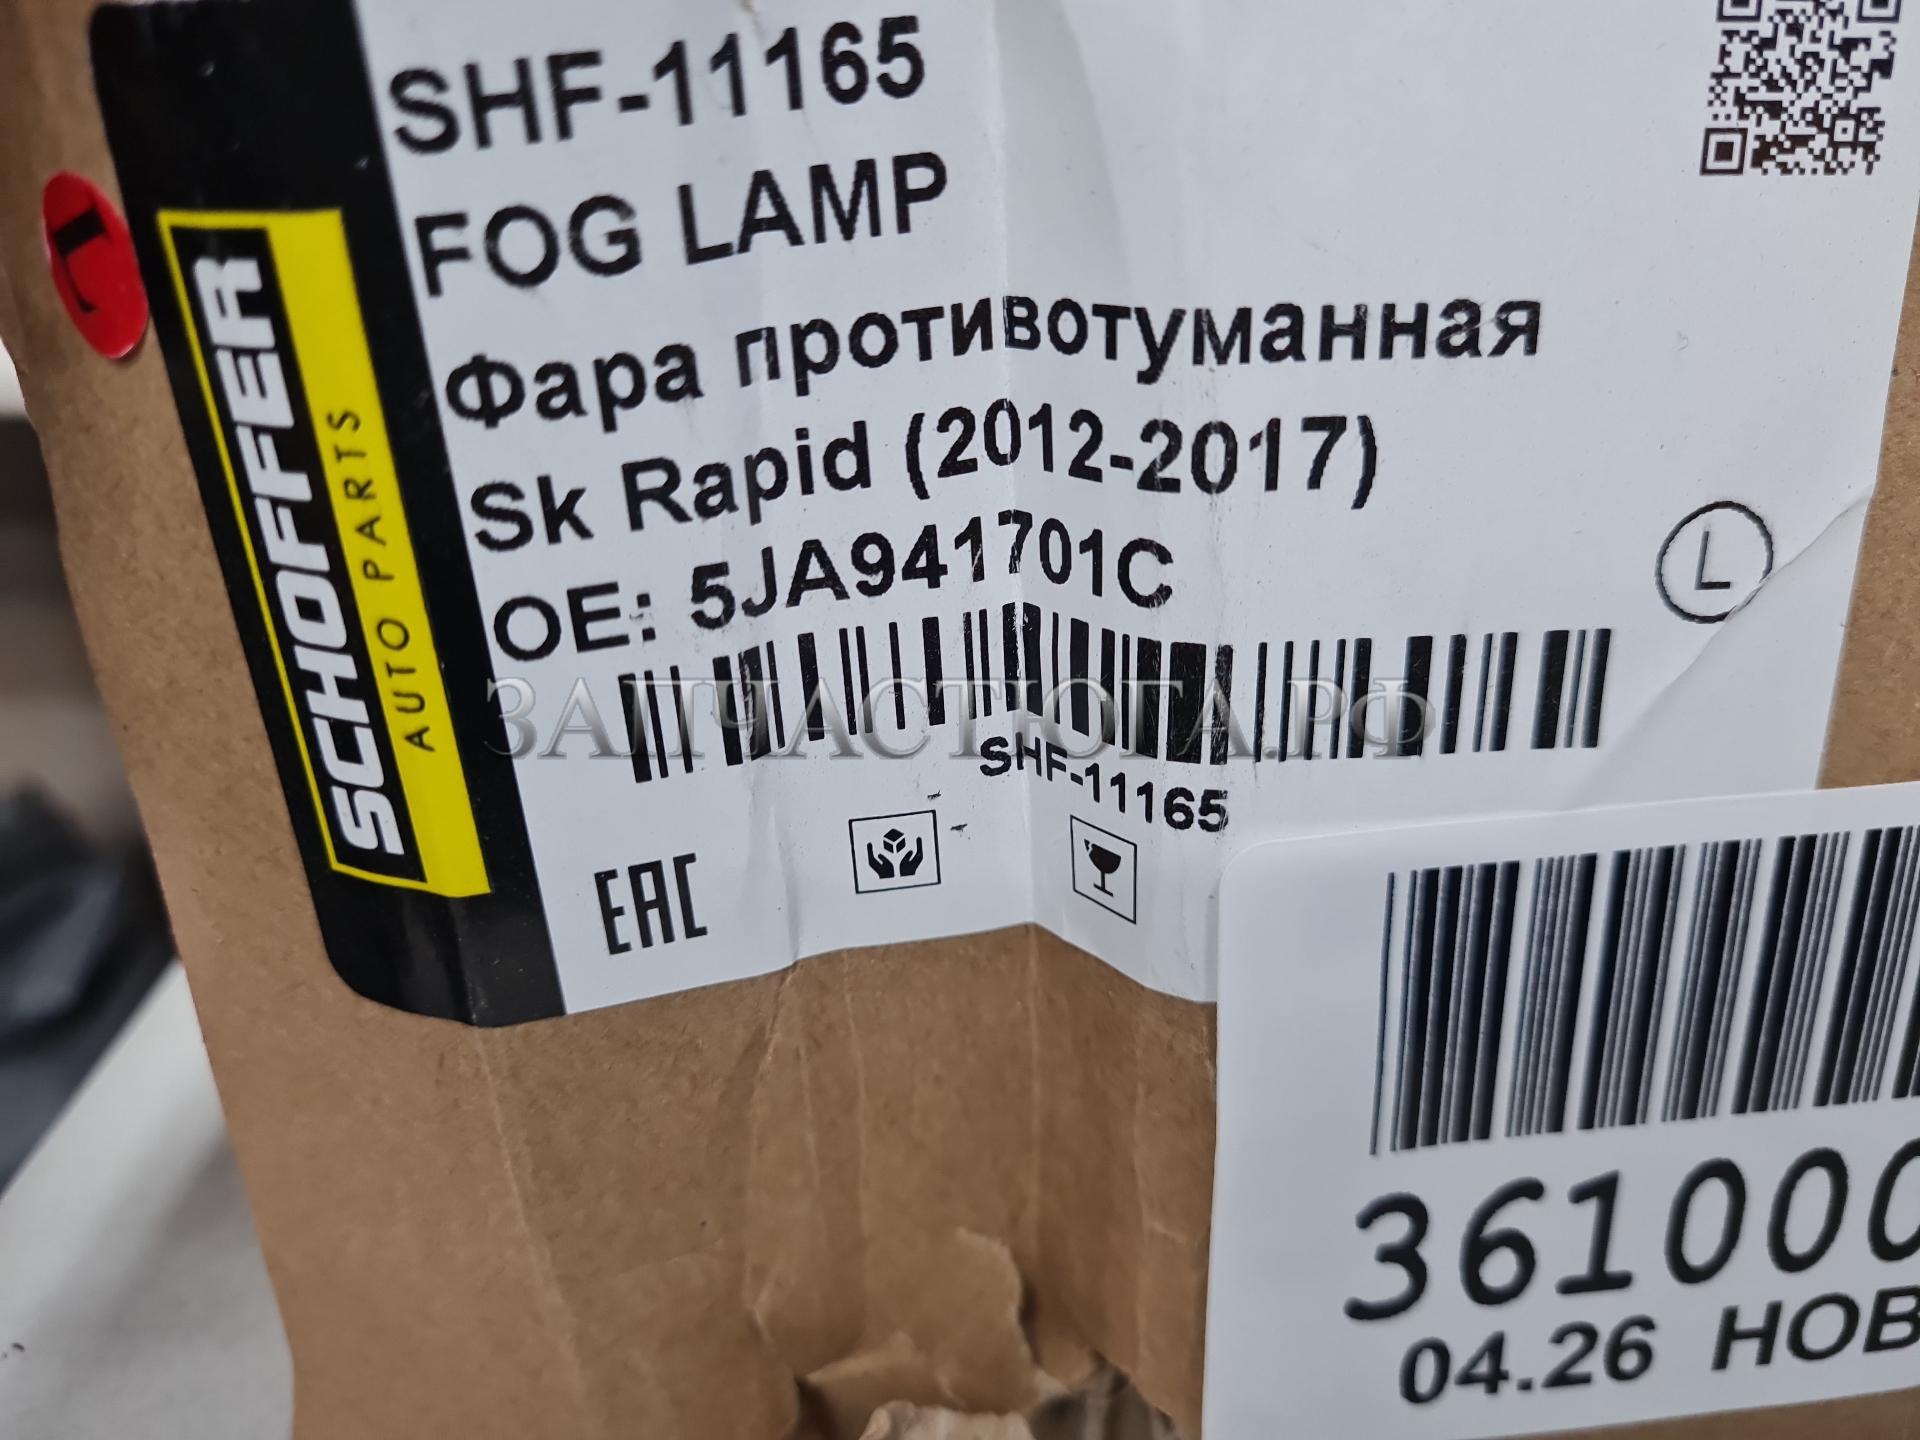 SHF-11165
FOG LAMP
Фара противотуманная
Sk Rapid (2012-2017)
OE: 5JA941701C
L
SHF-11165
EAC
SCHOFFER
AUTO PARTS
L
ЗАПЧАСТЮГА.РФ
361000
04.26 НОВ